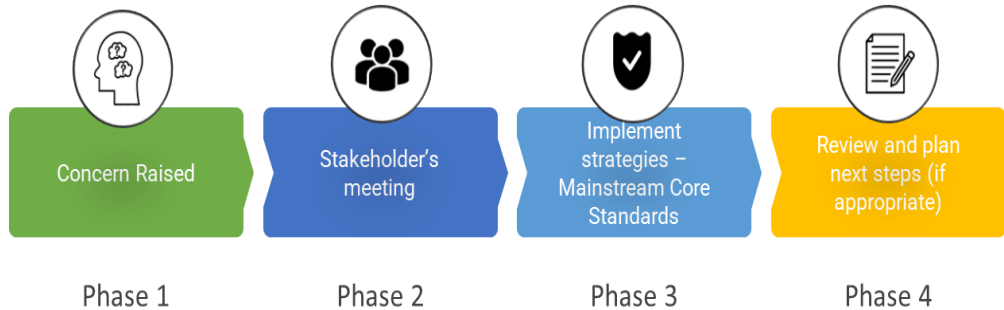 Concern Raised
Stakeholder's
meeting
Implement
strategies –
Mainstream Core
Standards
Review and plan
next steps (if
appropriate)
Phase 1
Phase 2
Phase 3
Phase 4